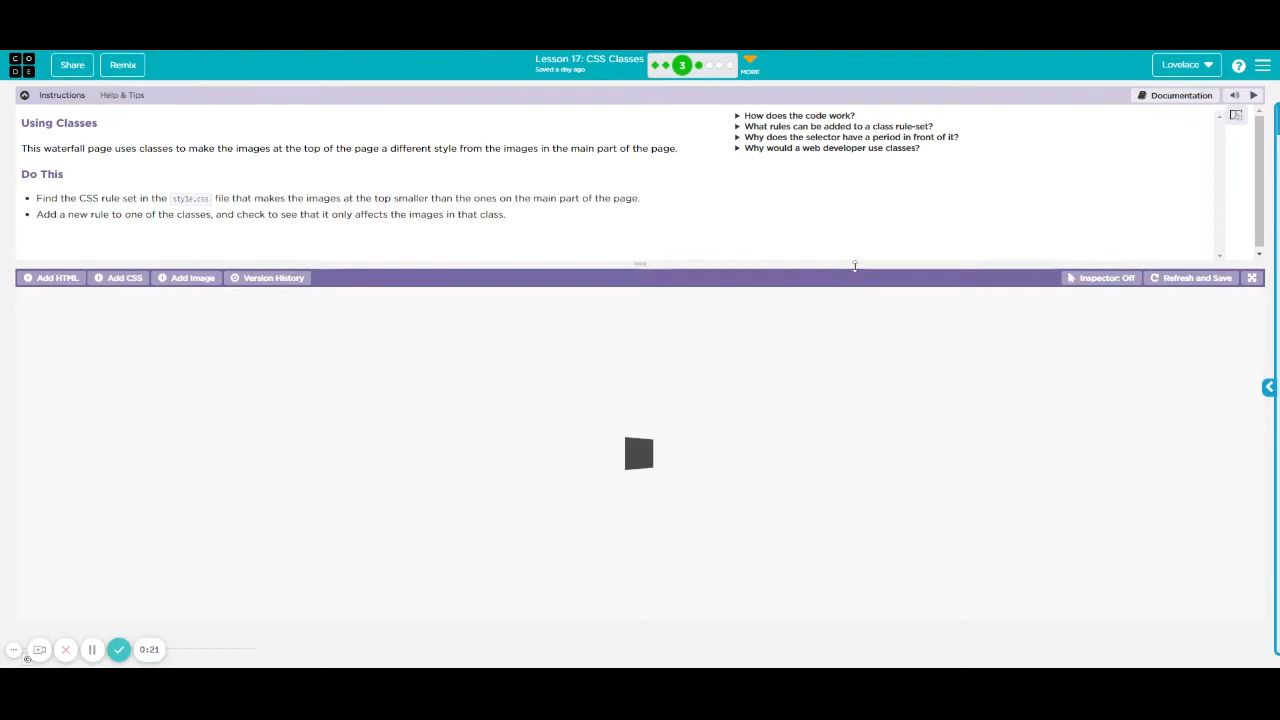 CODE
Share
Remix
Lesson 17: CSS Classes
Saved a day ago
3
MORE
Lovelace
?
Instructions
Help & Tips
Documentation
Using Classes
This waterfall page uses classes to make the images at the top of the page a different style from the images in the main part of the page.
Do This
Find the CSS rule set in the style.css file that makes the images at the top smaller than the ones on the main part of the page.
Add a new rule to one of the classes, and check to see that it only affects the images in that class.
How does the code work?
What rules can be added to a class rule-set?
Why does the selector have a period in front of it?
Why would a web developer use classes?
Add HTML
Add CSS
Add Image
Version History
Inspector: Off
Refresh and Save
0:21
©